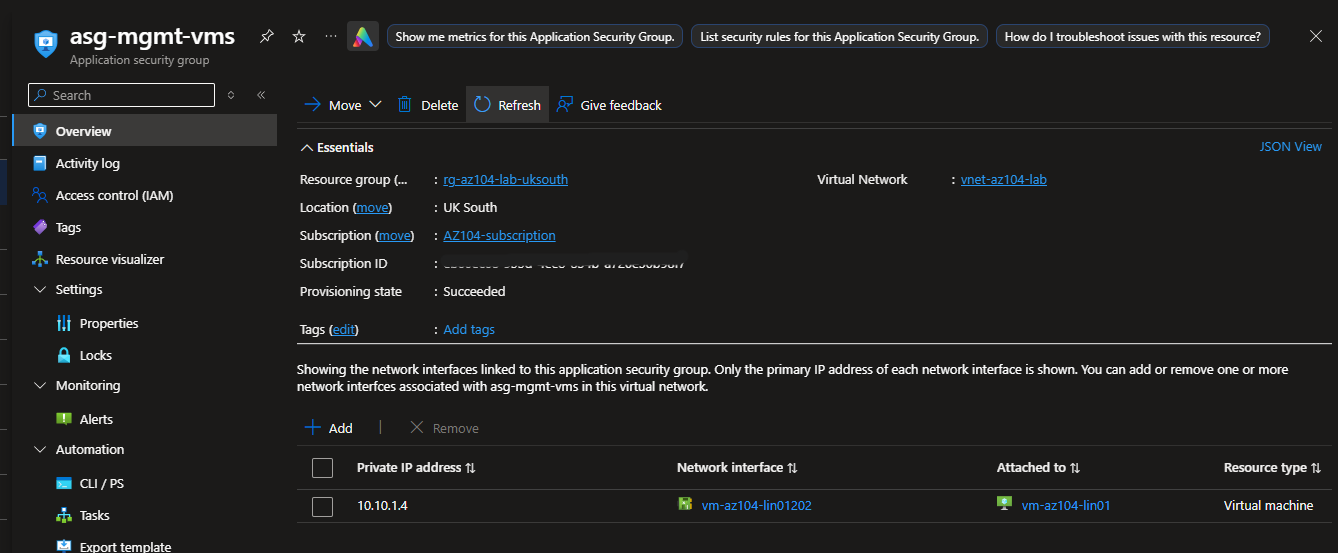 asg-mgmt-vms
Application security group
Show me metrics for this Application Security Group.
List security rules for this Application Security Group.
How do I troubleshoot issues with this resource?
Search
Overview
Activity log
Access control (IAM)
Tags
Resource visualizer
Settings
Properties
Locks
Monitoring
Alerts
Automation
CLI / PS
Tasks
Export template
Move
Delete
Refresh
Give feedback
Essentials
JSON View
Resource group (... : rg-az104-lab-uksouth
Virtual Network : vnet-az104-lab
Location (move) : UK South
Subscription (move) : AZ104-subscription
Subscription ID :
Provisioning state : Succeeded
Tags (edit) : Add tags
Showing the network interfaces linked to this application security group. Only the primary IP address of each network interface is shown. You can add or remove one or more
network interfces associated with asg-mgmt-vms in this virtual network.
Add | Remove
Private IP address Network interface Attached to Resource type
10.10.1.4 vm-az104-lin01202 vm-az104-lin01 Virtual machine